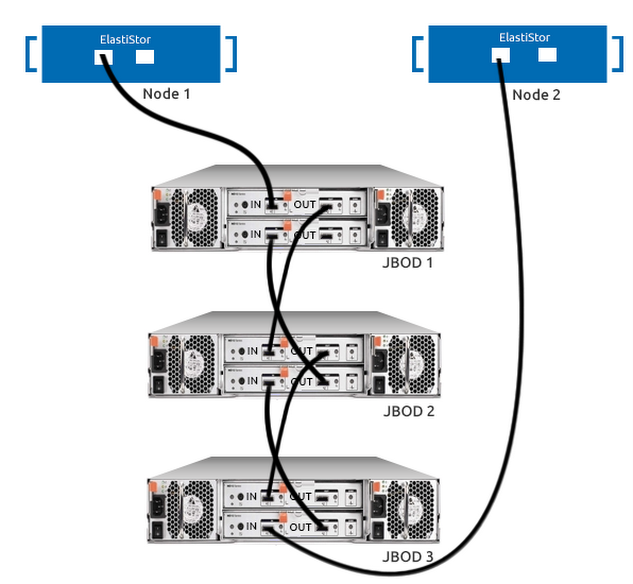 ElastiStor
ElastiStor
Node 1
Node 2
IN OUT
IN OUT
JBOD 1
IN OUT
IN OUT
JBOD 2
IN OUT
IN OUT
JBOD 3